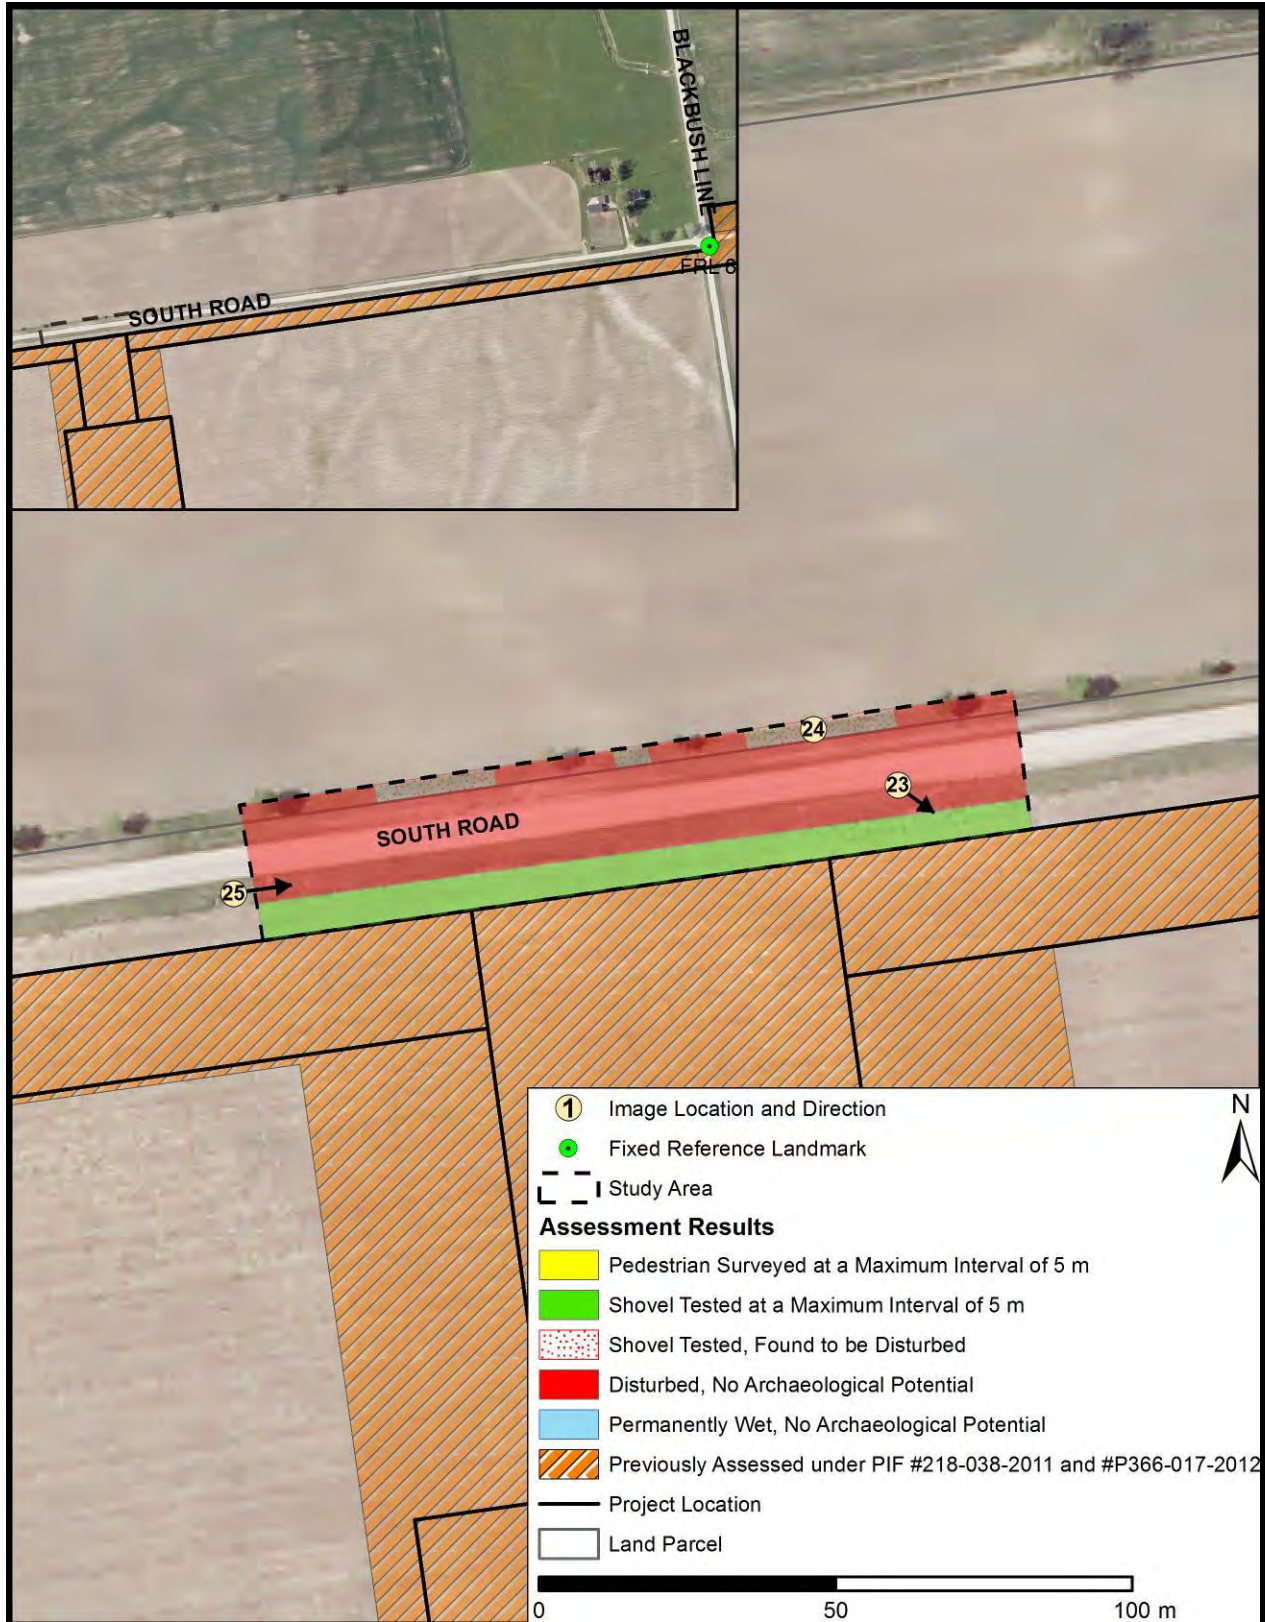 BLACKBUSH LINE
FRL 8
SOUTH ROAD
24
23
SOUTH ROAD
25
1 Image Location and Direction
N
Fixed Reference Landmark
Study Area
Assessment Results
Pedestrian Surveyed at a Maximum Interval of 5 m
Shovel Tested at a Maximum Interval of 5 m
Shovel Tested, Found to be Disturbed
Disturbed, No Archaeological Potential
Permanently Wet, No Archaeological Potential
Previously Assessed under PIF #218-038-2011 and #P366-017-2012
Project Location
Land Parcel
0 50 100 m